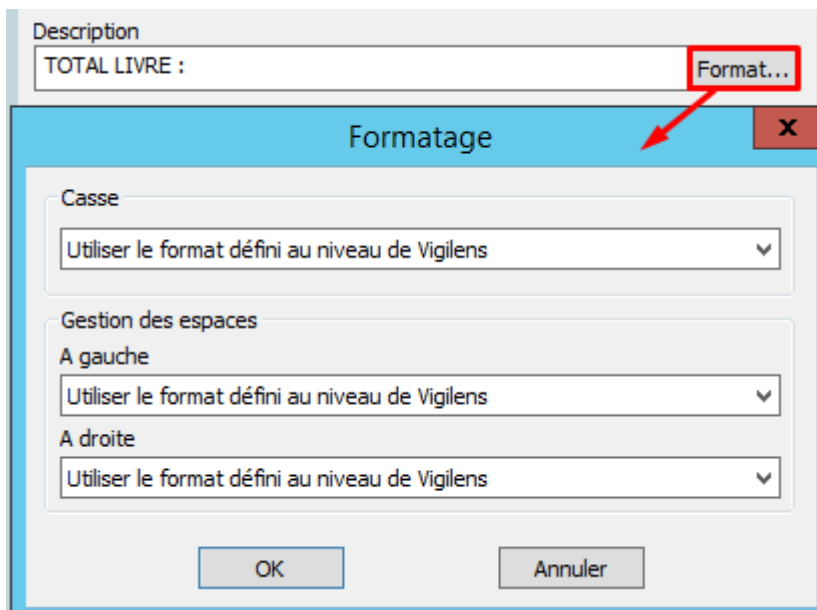 Description
TOTAL LIVRE :
Format...
Formatage
x
Casse
Utiliser le format défini au niveau de Vigilens
Gestion des espaces
A gauche
Utiliser le format défini au niveau de Vigilens
A droite
Utiliser le format défini au niveau de Vigilens
OK
Annuler